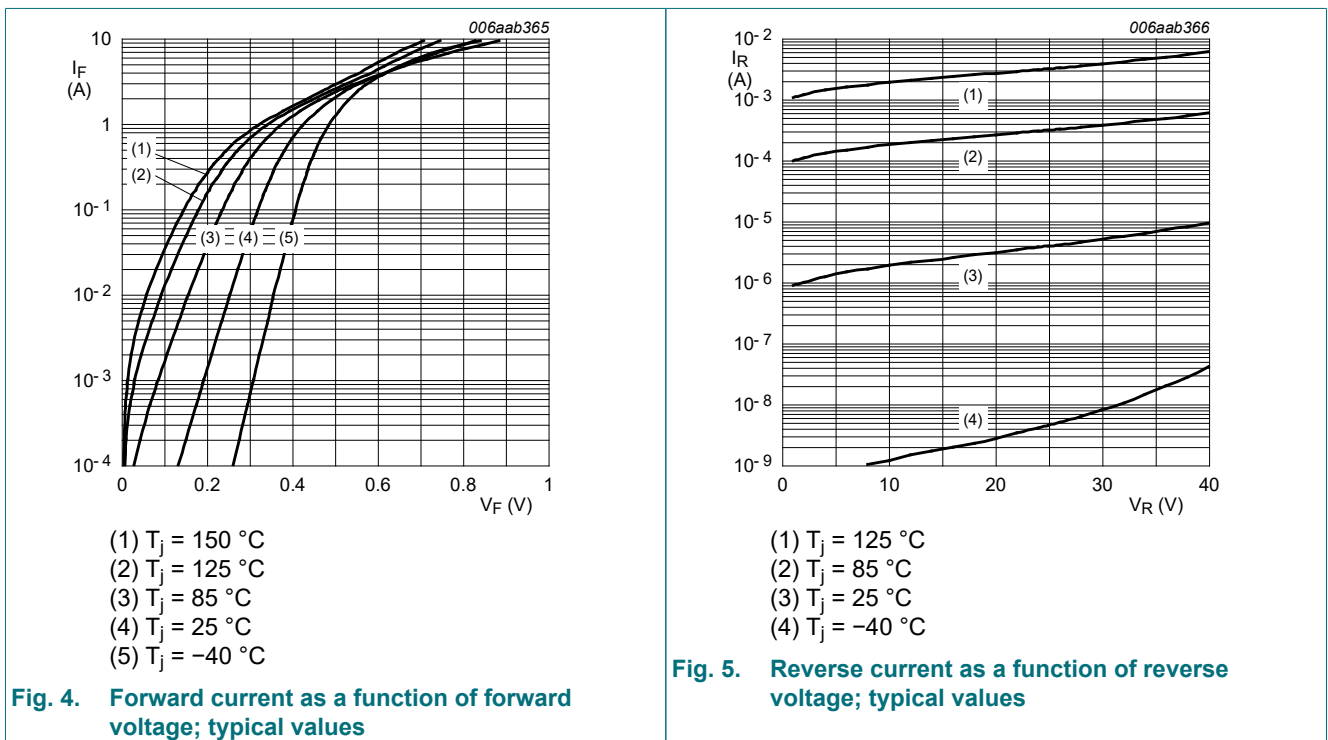 006aab365
10
I_F
(A)
1
(1)
(2)
10^-1
(3) (4) (5)
10^-2
10^-3
10^-4
0 0.2 0.4 0.6 0.8 1
V_F (V)
(1) T_j = 150 °C
(2) T_j = 125 °C
(3) T_j = 85 °C
(4) T_j = 25 °C
(5) T_j = −40 °C
Fig. 4. Forward current as a function of forward
voltage; typical values
006aab366
10^-2
I_R
(A)
10^-3
(1)
10^-4
(2)
10^-5
10^-6
(3)
10^-7
10^-8
(4)
10^-9
0 10 20 30 40
V_R (V)
(1) T_j = 125 °C
(2) T_j = 85 °C
(3) T_j = 25 °C
(4) T_j = −40 °C
Fig. 5. Reverse current as a function of reverse
voltage; typical values